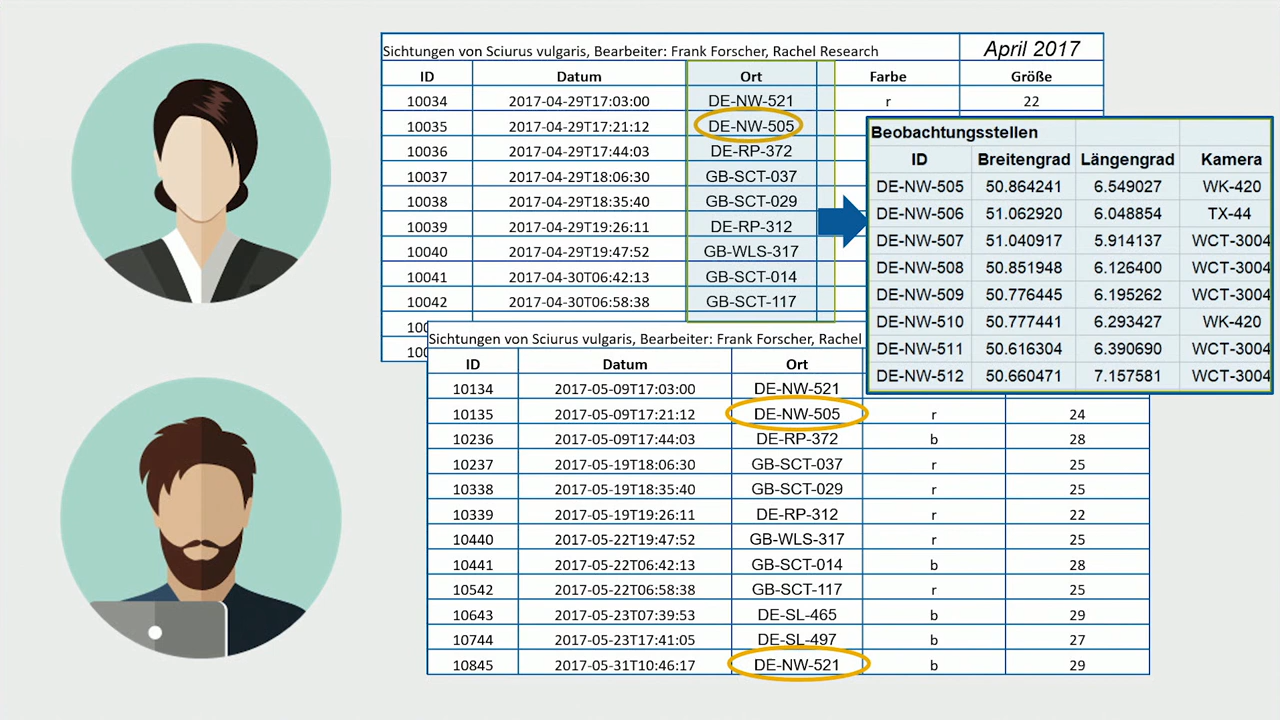 Sichtungen von Sciurus vulgaris, Bearbeiter: Frank Forscher, Rachel Research April 2017
ID Datum Ort Farbe Größe
10034 2017-04-29T17:03:00 DE-NW-521 r 22
10035 2017-04-29T17:21:12 DE-NW-505
10036 2017-04-29T17:44:03 DE-RP-372
10037 2017-04-29T18:06:30 GB-SCT-037
10038 2017-04-29T18:35:40 GB-SCT-029
10039 2017-04-29T19:26:11 DE-RP-312
10040 2017-04-29T19:47:52 GB-WLS-317
10041 2017-04-30T06:42:13 GB-SCT-014
10042 2017-04-30T06:58:38 GB-SCT-117
Beobachtungsstellen
ID Breitengrad Längengrad Kamera
DE-NW-505 50.864241 6.549027 WK-420
DE-NW-506 51.062920 6.048854 TX-44
DE-NW-507 51.040917 5.914137 WCT-3004
DE-NW-508 50.851948 6.126400 WCT-3004
DE-NW-509 50.776445 6.195262 WCT-3004
DE-NW-510 50.777441 6.293427 WK-420
DE-NW-511 50.616304 6.390690 WCT-3004
DE-NW-512 50.660471 7.157581 WCT-3004
Sichtungen von Sciurus vulgaris, Bearbeiter: Frank Forscher, Rachel
ID Datum Ort
10134 2017-05-09T17:03:00 DE-NW-521
10135 2017-05-09T17:21:12 DE-NW-505 r 24
10236 2017-05-09T17:44:03 DE-RP-372 b 28
10237 2017-05-19T18:06:30 GB-SCT-037 r 25
10338 2017-05-19T18:35:40 GB-SCT-029 r 25
10339 2017-05-19T19:26:11 DE-RP-312 r 22
10440 2017-05-22T19:47:52 GB-WLS-317 r 25
10441 2017-05-22T06:42:13 GB-SCT-014 b 28
10542 2017-05-22T06:58:38 GB-SCT-117 r 25
10643 2017-05-23T07:39:53 DE-SL-465 b 29
10744 2017-05-23T17:41:05 DE-SL-497 b 27
10845 2017-05-31T10:46:17 DE-NW-521 b 29